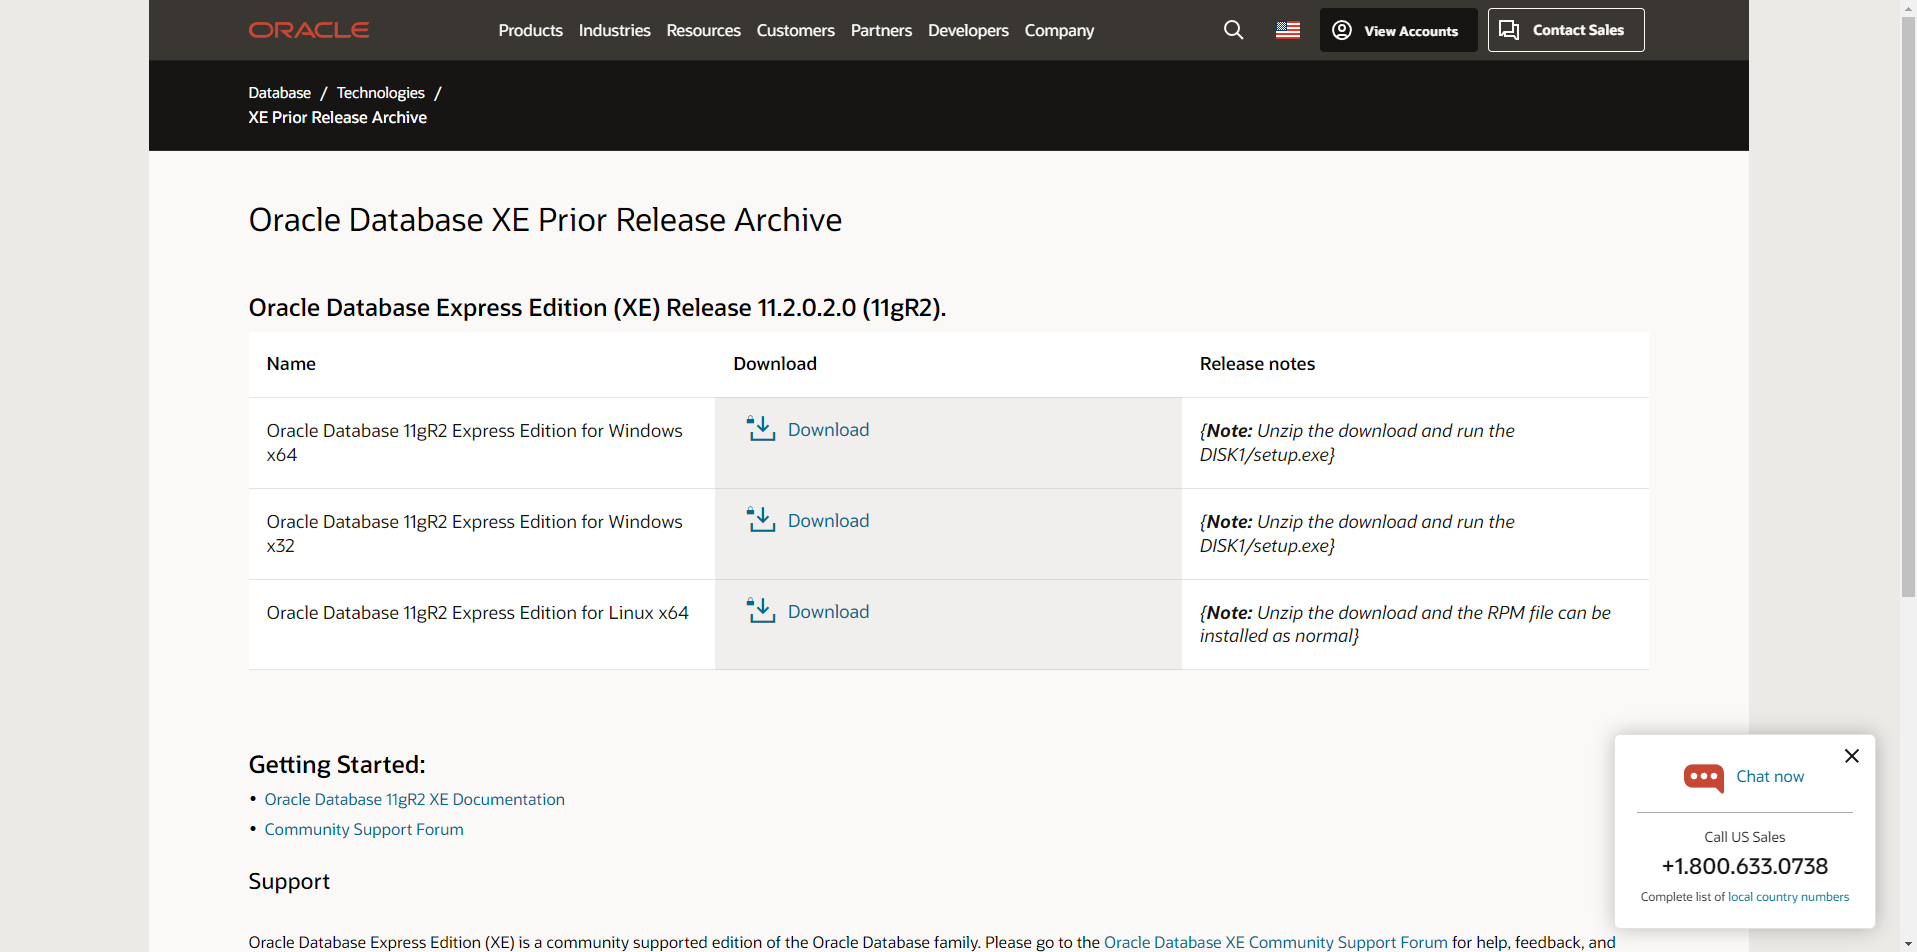 ORACLE
Products Industries Resources Customers Partners Developers Company
View Accounts
Contact Sales
Database / Technologies /
XE Prior Release Archive
Oracle Database XE Prior Release Archive
Oracle Database Express Edition (XE) Release 11.2.0.2.0 (11gR2).
Name Download Release notes
Oracle Database 11gR2 Express Edition for Windows
x64
Download
{Note: Unzip the download and run the
DISK1/setup.exe}
Oracle Database 11gR2 Express Edition for Windows
x32
Download
{Note: Unzip the download and run the
DISK1/setup.exe}
Oracle Database 11gR2 Express Edition for Linux x64
Download
{Note: Unzip the download and the RPM file can be
installed as normal}
Getting Started:
• Oracle Database 11gR2 XE Documentation
• Community Support Forum
Support
Oracle Database Express Edition (XE) is a community supported edition of the Oracle Database family. Please go to the Oracle Database XE Community Support Forum for help, feedback, and
Chat now
Call US Sales
+1.800.633.0738
Complete list of local country numbers